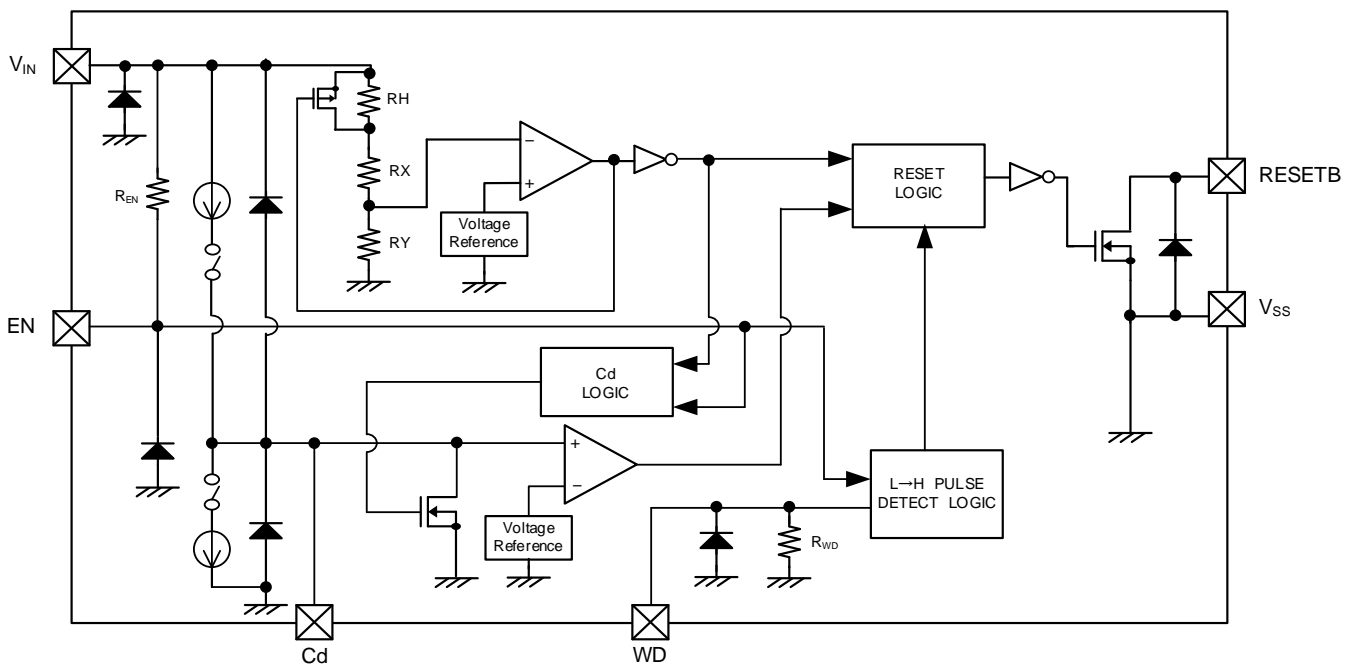 VIN
RH
RX
REN
RY
−
+
Voltage
Reference
RESET
LOGIC
RESETB
EN
VSS
Cd
LOGIC
+
−
Voltage
Reference
L→H PULSE
DETECT LOGIC
RWD
Cd
WD